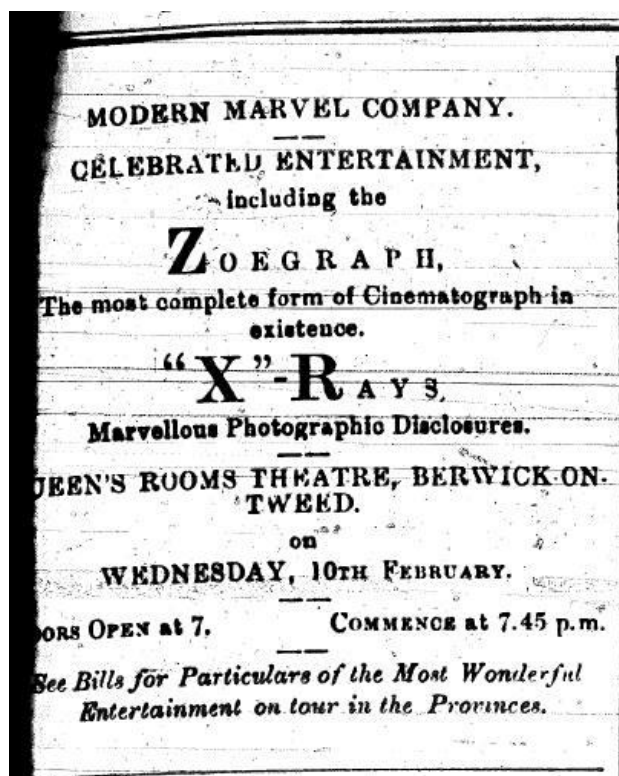 MODERN MARVEL COMPANY.
CELEBRATED ENTERTAINMENT,
including the
ZOEGRAPH,
The most complete form of Cinematograph in
existence.
"X"-RAYS,
Marvellous Photographic Disclosures.
UEEN'S ROOMS THEATRE, BERWICK-ON-
TWEED.
on
WEDNESDAY, 10TH FEBRUARY.
OORS OPEN at 7. COMMENCE at 7.45 p.m.
See Bills for Particulars of the Most Wonderful
Entertainment on tour in the Provinces.